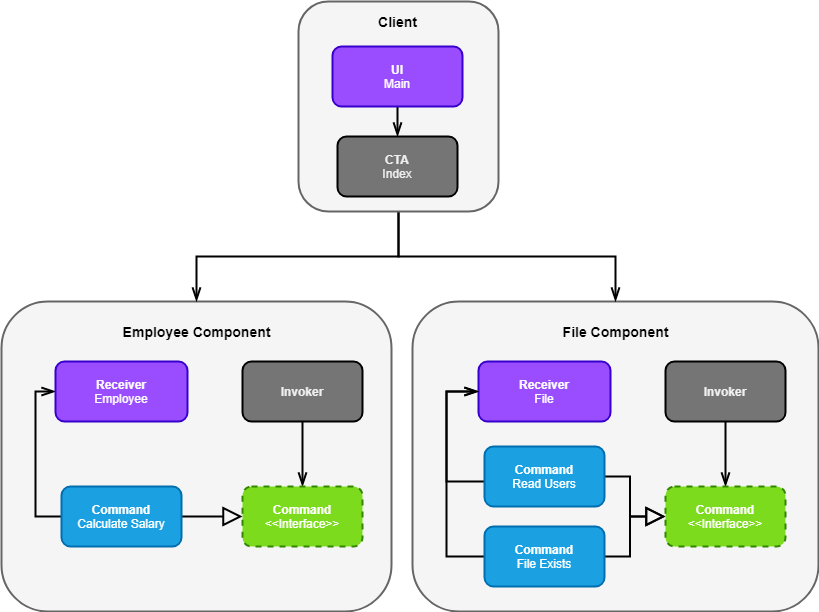 Client
UI
Main
CTA
Index
Employee Component
Receiver
Employee
Invoker
Command
Calculate Salary
Command
<<Interface>>
File Component
Receiver
File
Invoker
Command
Read Users
Command
File Exists
Command
<<Interface>>